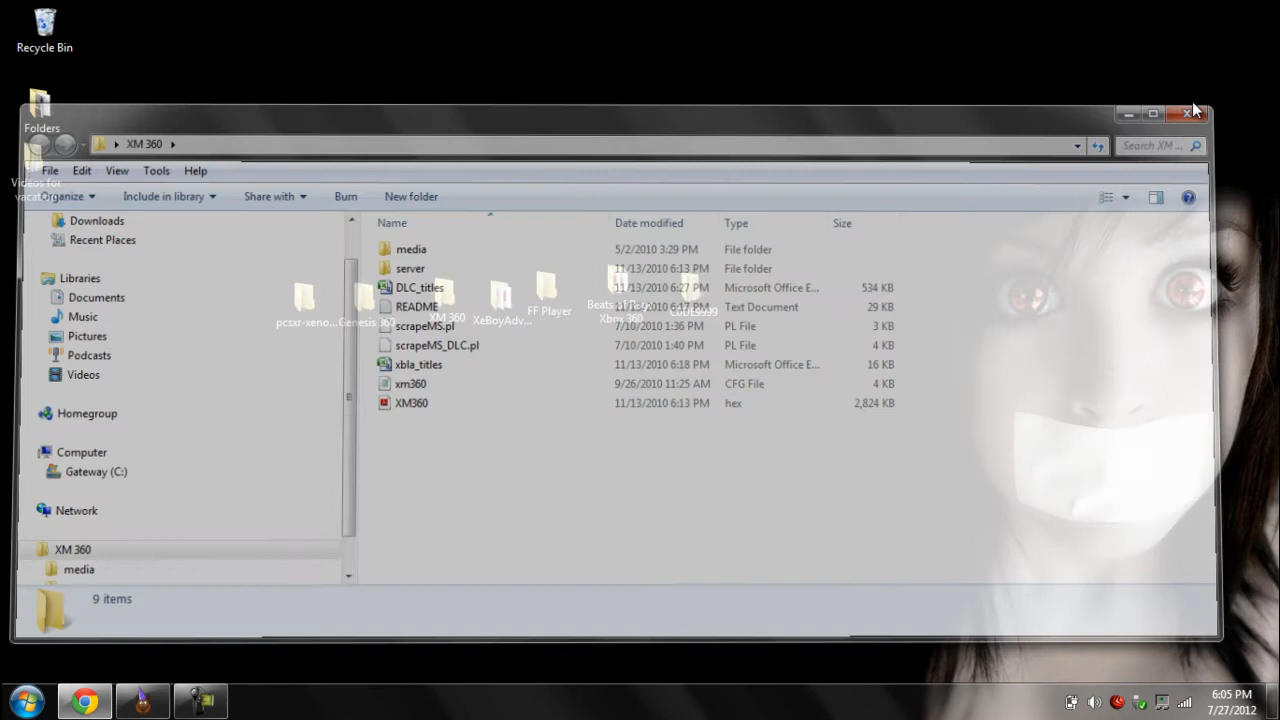 Recycle Bin
Folders
XM 360
Search XM ...
File Edit View Tools Help
Videos for
Organize Include in library Share with Burn New folder
Name Date modified Type Size
Downloads
Recent Places
Libraries
Documents
Music
Pictures
Podcasts
Videos
Homegroup
Computer
Gateway (C:)
Network
XM 360
media
media 5/2/2010 3:29 PM File folder
server 11/13/2010 6:13 PM File folder
DLC_titles 11/13/2010 6:27 PM Microsoft Office E... 534 KB
README 11/13/2010 6:17 PM Text Document 29 KB
scrapeMS.pl 7/10/2010 1:36 PM PL File 3 KB
scrapeMS_DLC.pl 7/10/2010 1:40 PM PL File 4 KB
xbla_titles 11/13/2010 6:18 PM Microsoft Office E... 16 KB
xm360 9/26/2010 11:25 AM CFG File 4 KB
XM360 11/13/2010 6:13 PM hex 2,824 KB
pcsxr-xeno... Genesis 360 XM 360 XeBoyAdv... FF Player
Xbox 360
9 items
6:05 PM
7/27/2012